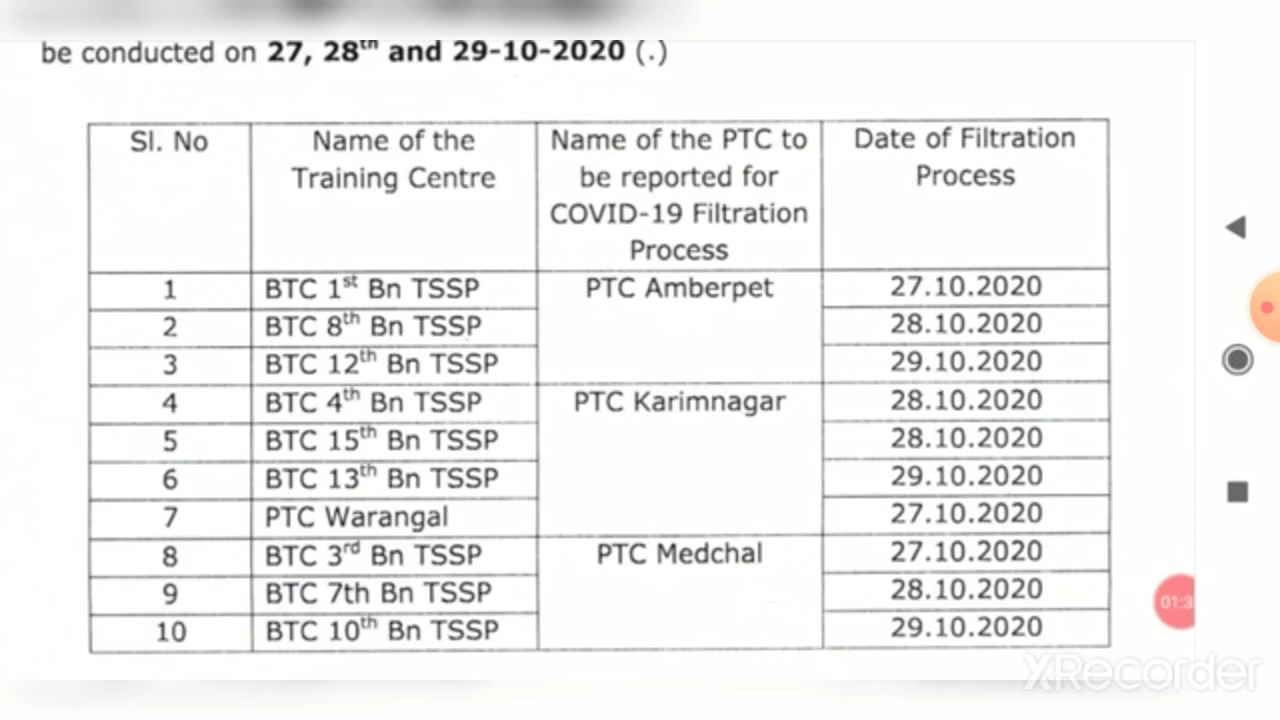 be conducted on 27, 28th and 29-10-2020 (.)
Sl. No
Name of the
Training Centre
Name of the PTC to
be reported for
COVID-19 Filtration
Process
Date of Filtration
Process
1 BTC 1st Bn TSSP PTC Amberpet 27.10.2020
2 BTC 8th Bn TSSP 28.10.2020
3 BTC 12th Bn TSSP 29.10.2020
4 BTC 4th Bn TSSP PTC Karimnagar 28.10.2020
5 BTC 15th Bn TSSP 28.10.2020
6 BTC 13th Bn TSSP 29.10.2020
7 PTC Warangal 27.10.2020
8 BTC 3rd Bn TSSP PTC Medchal 27.10.2020
9 BTC 7th Bn TSSP 28.10.2020
10 BTC 10th Bn TSSP 29.10.2020
XRecorder